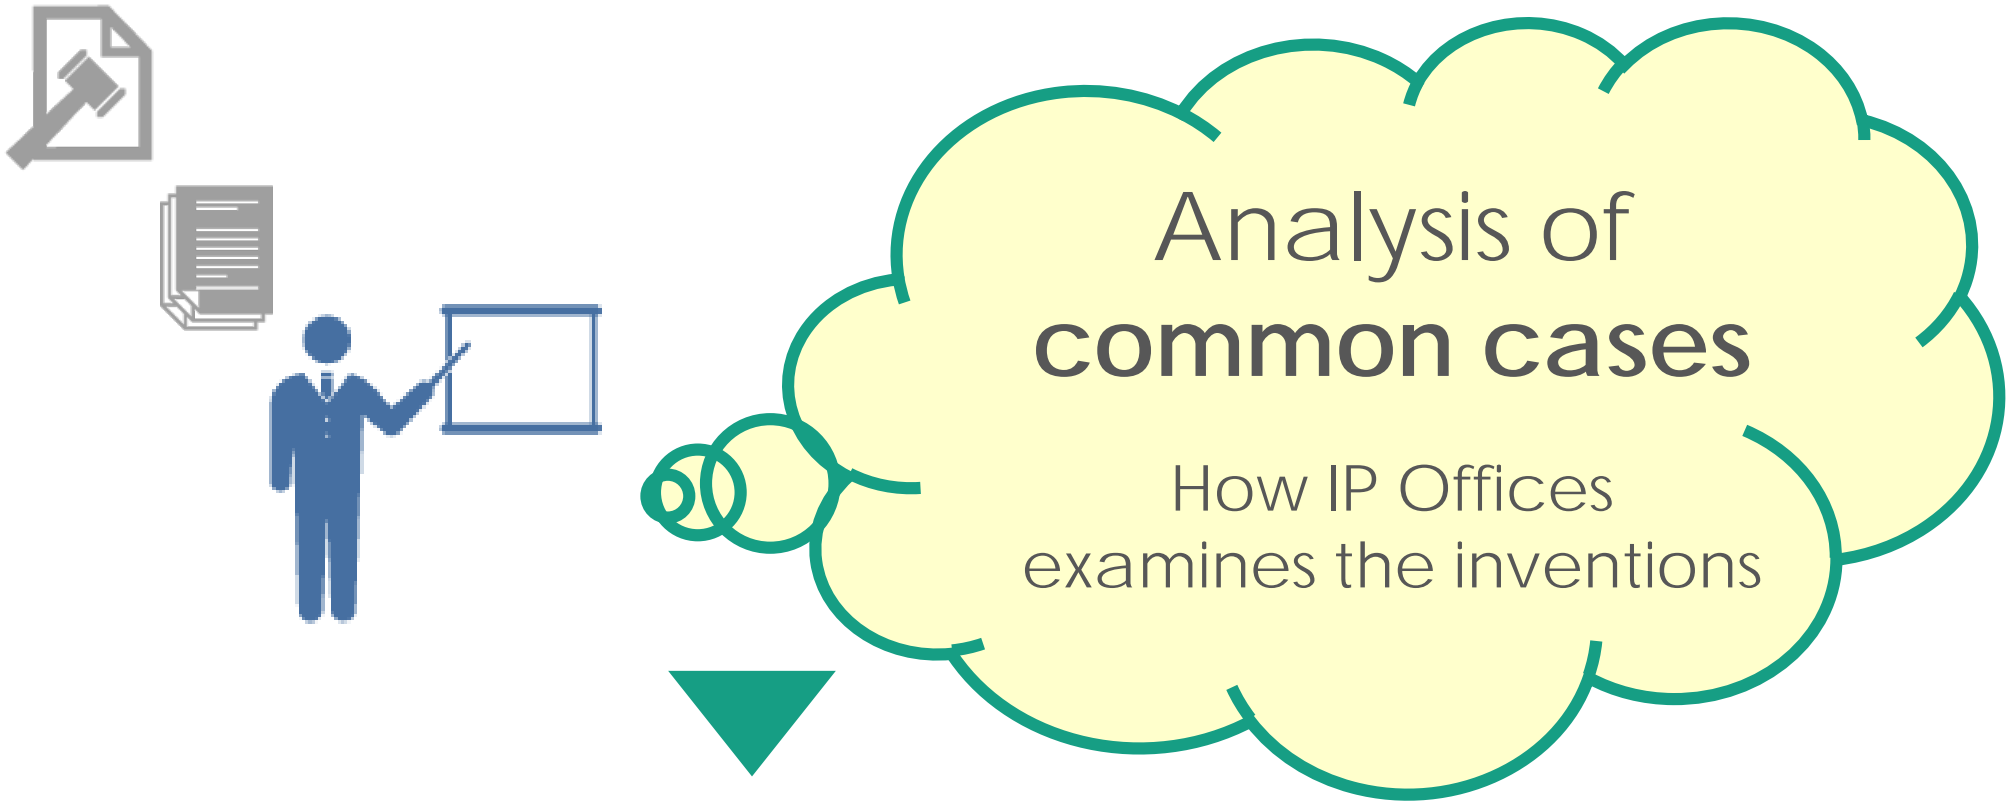 Analysis of
common cases
How IP Offices
examines the inventions